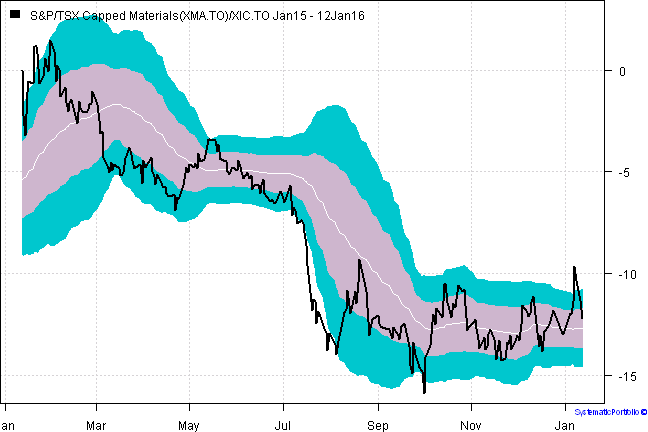 S&P/TSX Capped Materials(XMA.TO)/XIC.TO Jan15 - 12Jan16
0
-5
-10
-15
an Mar May Jul Sep Nov Jan
SystematicPortfolio ©